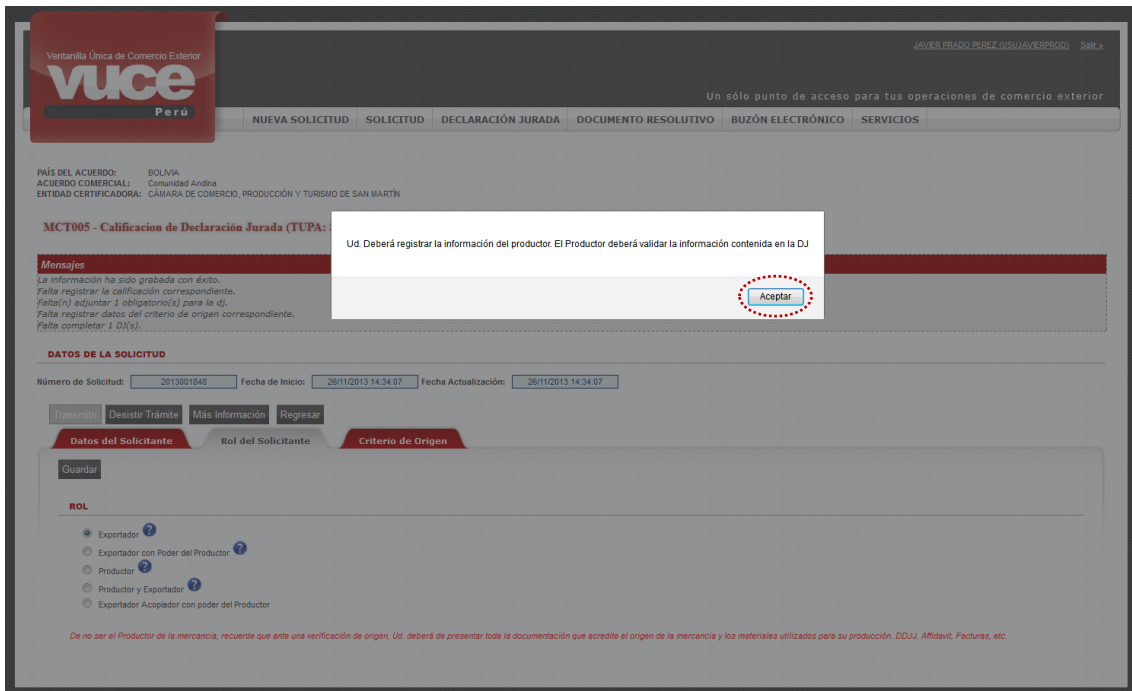 Ventanilla Única de Comercio Exterior
vuce
Perú
JAVIER PRADO PEREZ (USUJAVIERPROD) Salir »
Un sólo punto de acceso para tus operaciones de comercio exterior
NUEVA SOLICITUD SOLICITUD DECLARACIÓN JURADA DOCUMENTO RESOLUTIVO BUZÓN ELECTRÓNICO SERVICIOS
PAÍS DEL ACUERDO: BOLIVIA
ACUERDO COMERCIAL: Comunidad Andina
ENTIDAD CERTIFICADORA: CÁMARA DE COMERCIO, PRODUCCIÓN Y TURISMO DE SAN MARTÍN
MCT005 - Calificacion de Declaración Jurada (TUPA:
Ud. Deberá registrar la información del productor. El Productor deberá validar la información contenida en la DJ
Aceptar
Mensajes
La información ha sido grabada con éxito.
Falta registrar la calificación correspondiente.
Falta(n) adjuntar 1 obligatorio(s) para la dj.
Falta registrar datos del criterio de origen correspondiente.
Falta completar 1 DJ(s).
DATOS DE LA SOLICITUD
Número de Solicitud: 2013001848 Fecha de Inicio: 26/11/2013 14:34:07 Fecha Actualización: 26/11/2013 14:34:07
Transmitir Desistir Trámite Más Información Regresar
Datos del Solicitante Rol del Solicitante Criterio de Origen
Guardar
ROL
Exportador ?
Exportador con Poder del Productor ?
Productor ?
Productor y Exportador ?
Exportador Acopiador con poder del Productor
De no ser el Productor de la mercancia, recuerde que ante una verificación de origen, Ud. deberá de presentar toda la documentación que acredite el origen de la mercancia y los materiales utilizados para su producción. DDJJ, Affidavit, Facturas, etc.